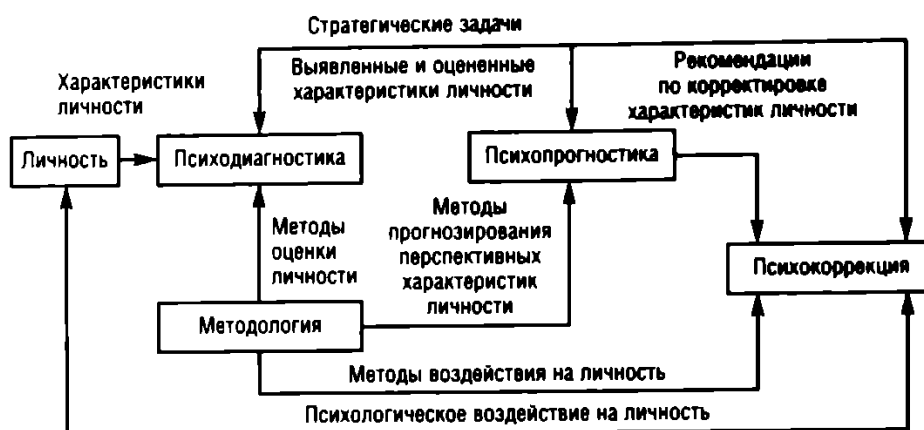 Стратегические задачи
Характеристики
личности
Выявленные и оцененные
характеристики личности
Рекомендации
по корректировке
характеристик личности
Личность
Психодиагностика
Психопрогностика
Методы
оценки
личности
Методы
прогнозирования
перспективных
характеристик
личности
Психокоррекция
Методология
Методы воздействия на личность
Психологическое воздействие на личность